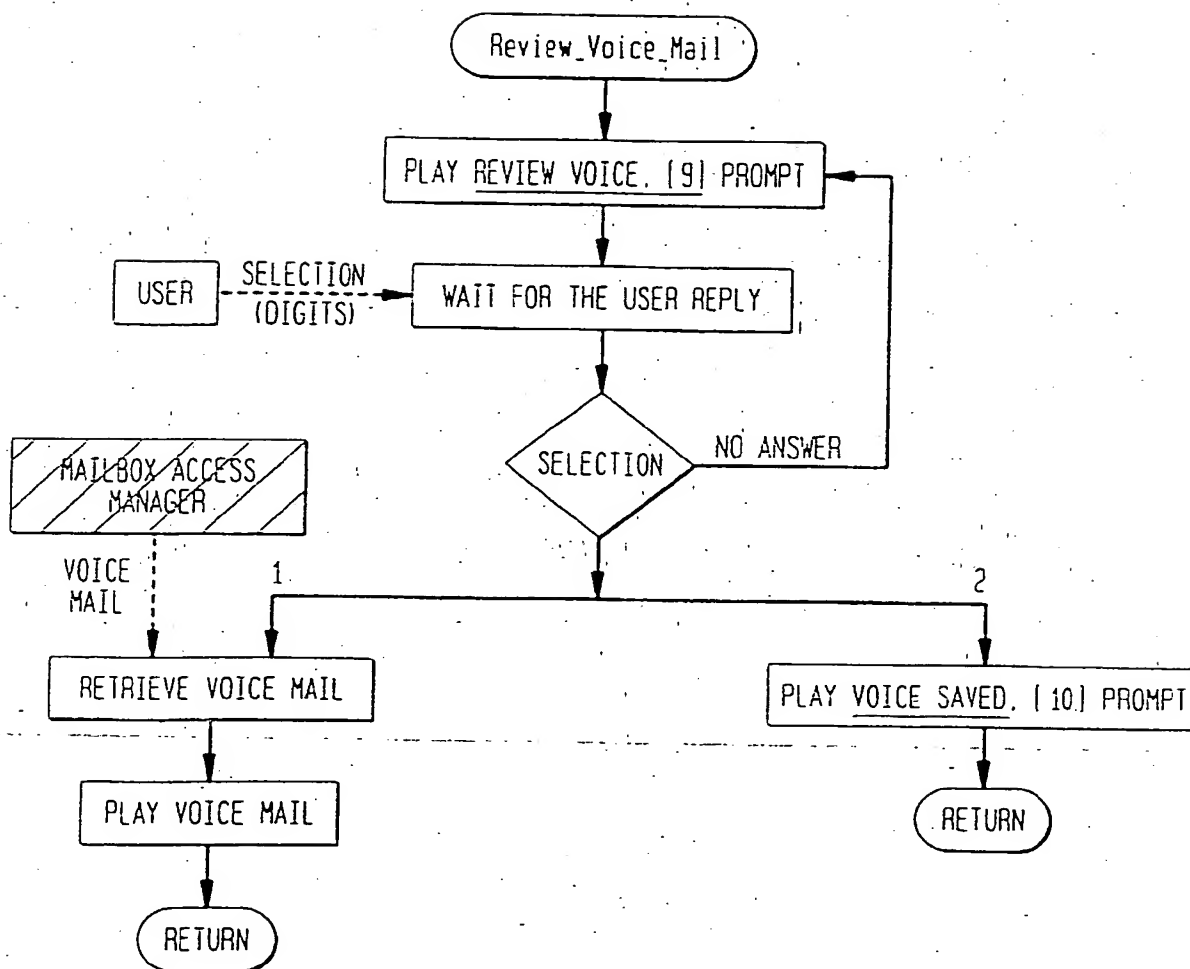 Review_Voice_Mail
PLAY REVIEW VOICE. [9] PROMPT
USER
SELECTION
(DIGITS)
WAIT FOR THE USER REPLY
SELECTION
NO ANSWER
MAILBOX ACCESS
MANAGER
VOICE
MAIL
1
2
RETRIEVE VOICE MAIL
PLAY VOICE SAVED. [10] PROMPT
PLAY VOICE MAIL
RETURN
RETURN